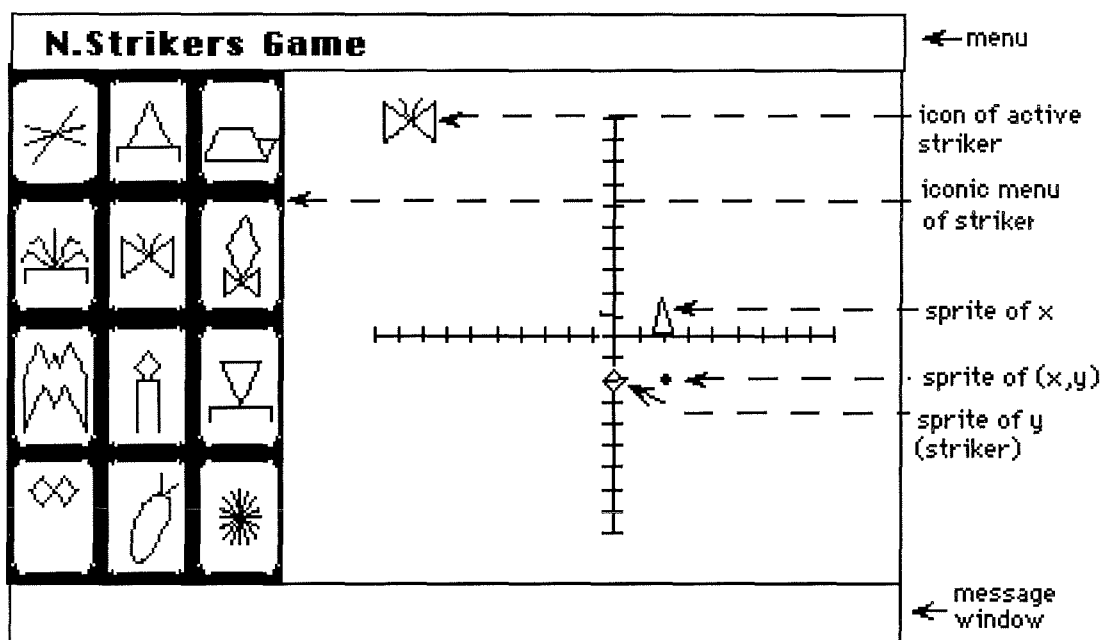 N.Strikers Game
menu
icon of active
striker
iconic menu
of striker
sprite of x
sprite of (x,y)
sprite of y
(striker)
message
window